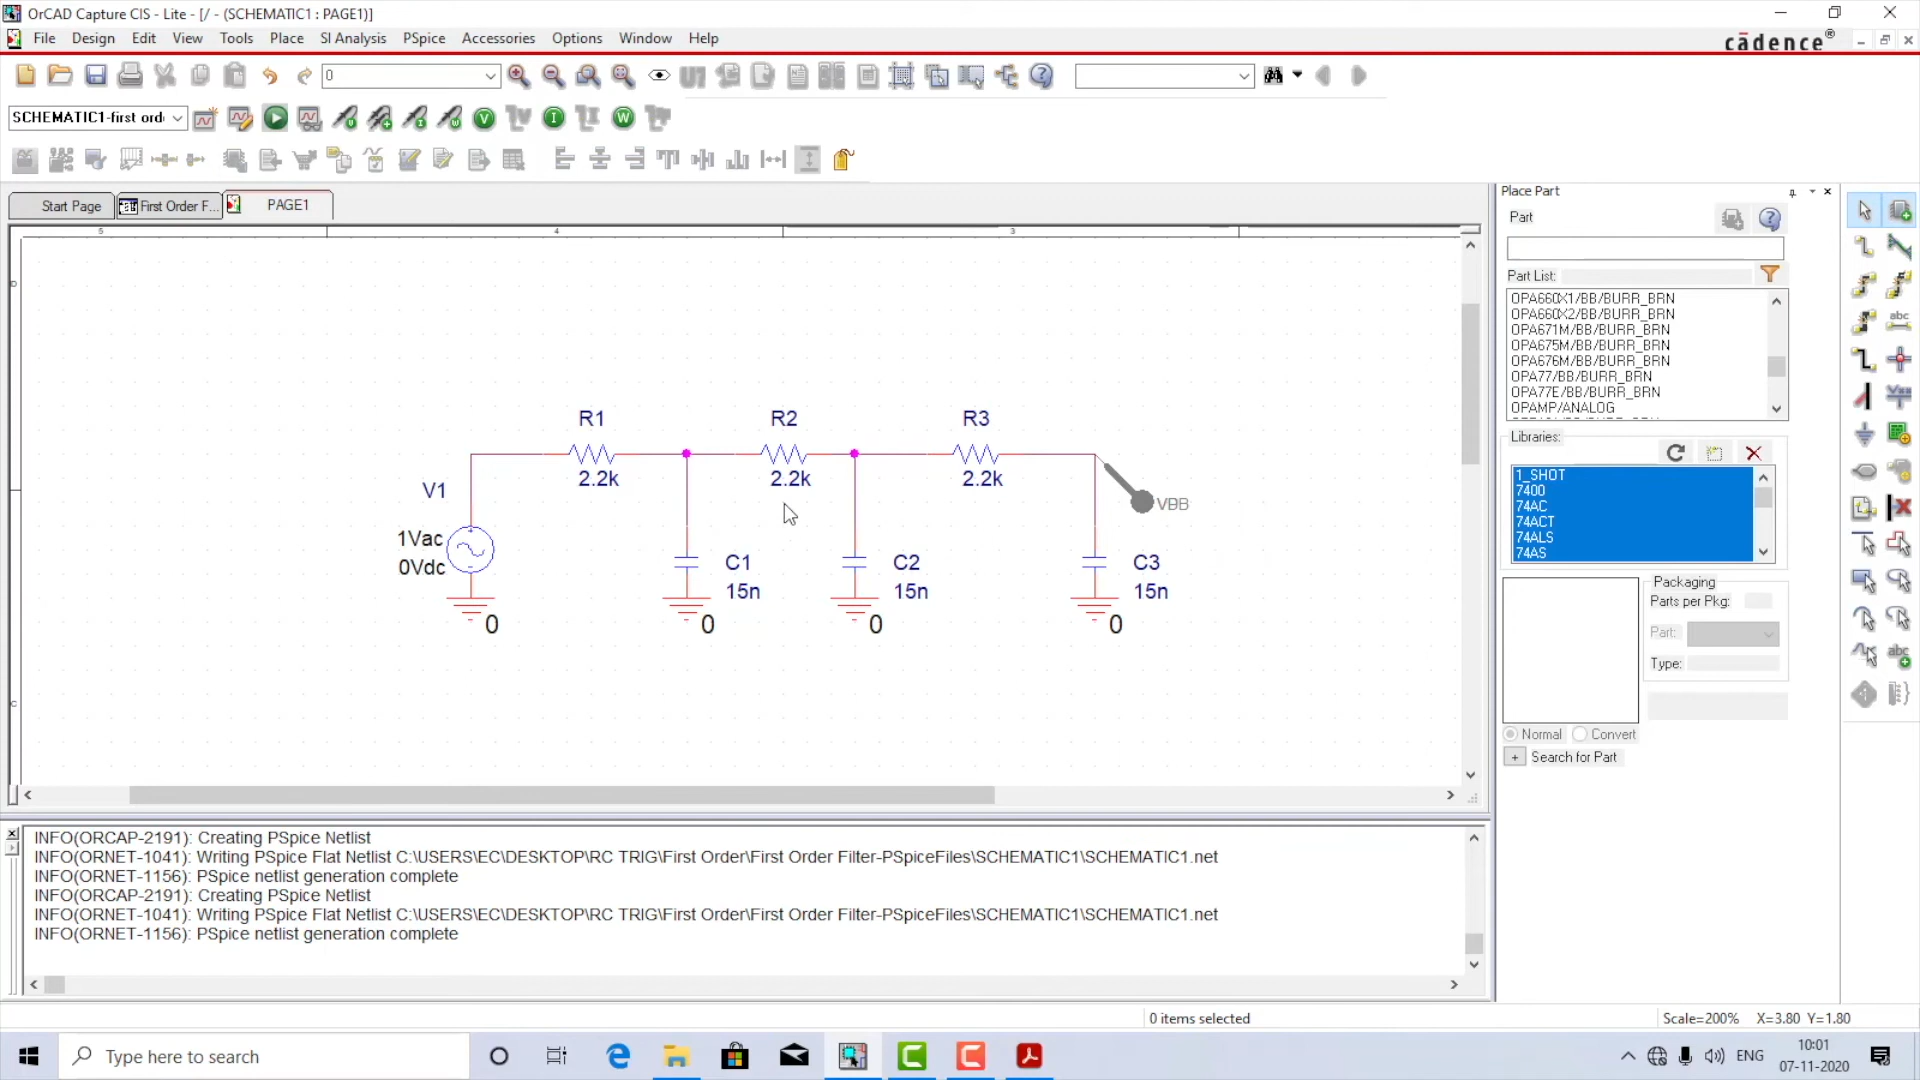 OrCAD Capture CIS - Lite - [/ - (SCHEMATIC1 : PAGE1)]
File Design Edit View Tools Place SI Analysis PSpice Accessories Options Window Help
cādence®
0
SCHEMATIC1-first ord
V I W
Start Page
First Order F...
PAGE1
5 4 3
R1 R2 R3
2.2k 2.2k 2.2k
V1
VDB
1Vac
0Vdc
C1 C2 C3
15n 15n 15n
0 0 0 0
Place Part
Part
Part List:
OPA660X1/BB/BURR_BRN
OPA660X2/BB/BURR_BRN
OPA671M/BB/BURR_BRN
OPA675M/BB/BURR_BRN
OPA676M/BB/BURR_BRN
OPA77/BB/BURR_BRN
OPA77E/BB/BURR_BRN
OPAMP/ANALOG
Libraries:
1_SHOT
7400
74AC
74ACT
74ALS
74AS
Packaging
Parts per Pkg:
Part:
Type:
Normal Convert
+ Search for Part
INFO(ORCAP-2191): Creating PSpice Netlist
INFO(ORNET-1041): Writing PSpice Flat Netlist C:\USERS\EC\DESKTOP\RC TRIG\First Order\First Order Filter-PSpiceFiles\SCHEMATIC1\SCHEMATIC1.net
INFO(ORNET-1156): PSpice netlist generation complete
INFO(ORCAP-2191): Creating PSpice Netlist
INFO(ORNET-1041): Writing PSpice Flat Netlist C:\USERS\EC\DESKTOP\RC TRIG\First Order\First Order Filter-PSpiceFiles\SCHEMATIC1\SCHEMATIC1.net
INFO(ORNET-1156): PSpice netlist generation complete
0 items selected
Scale=200% X=3.80 Y=1.80
Type here to search
ENG
10:01
07-11-2020